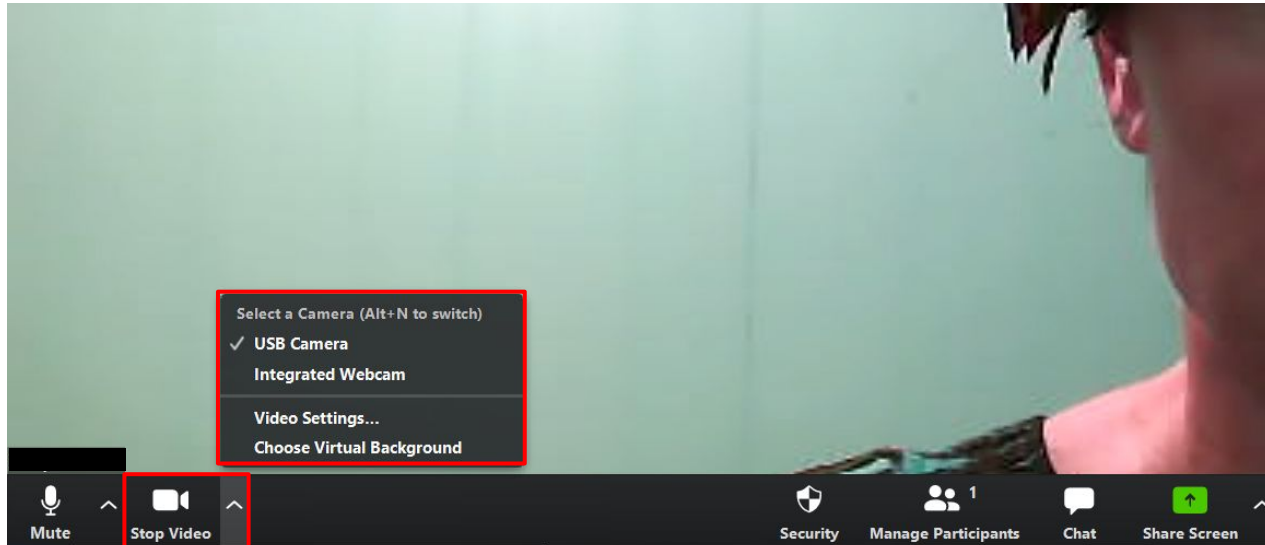 Select a Camera (Alt+N to switch)
USB Camera
Integrated Webcam
Video Settings...
Choose Virtual Background
Mute
Stop Video
Security
Manage Participants
1
Chat
Share Screen